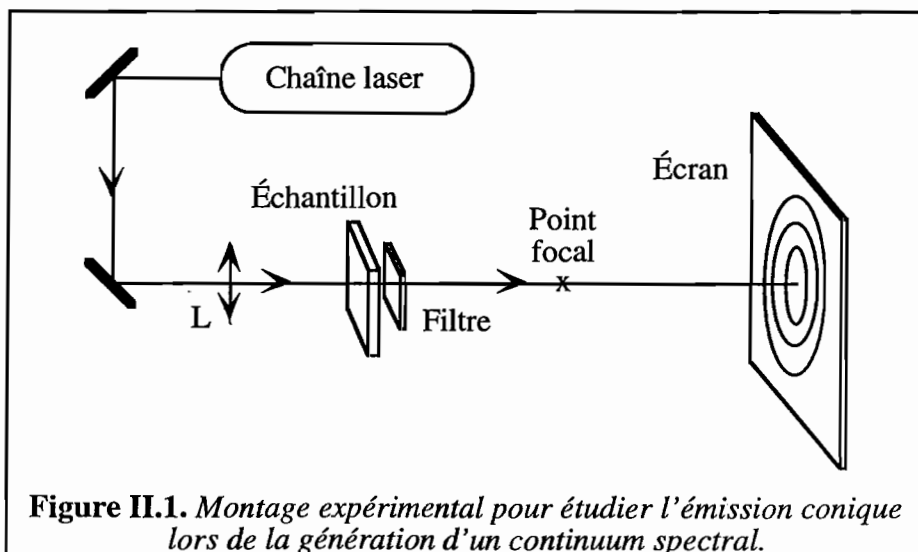 Chaîne laser
Écran
Échantillon
Point
focal
x
L
Filtre
Figure II.1. Montage expérimental pour étudier l'émission conique
lors de la génération d'un continuum spectral.